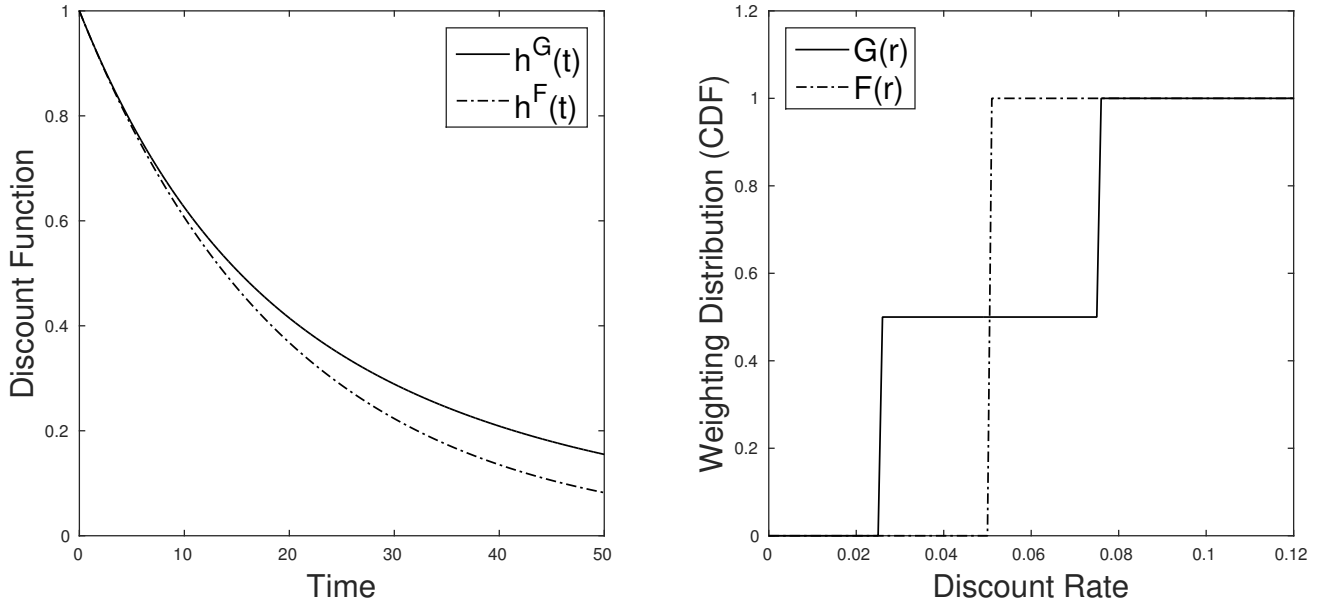 1
0.8
0.6
0.4
0.2
0
Discount Function
h^G(t)
h^F(t)
0 10 20 30 40 50
Time
1.2
1
0.8
0.6
0.4
0.2
0
Weighting Distribution (CDF)
G(r)
F(r)
0 0.02 0.04 0.06 0.08 0.1 0.12
Discount Rate